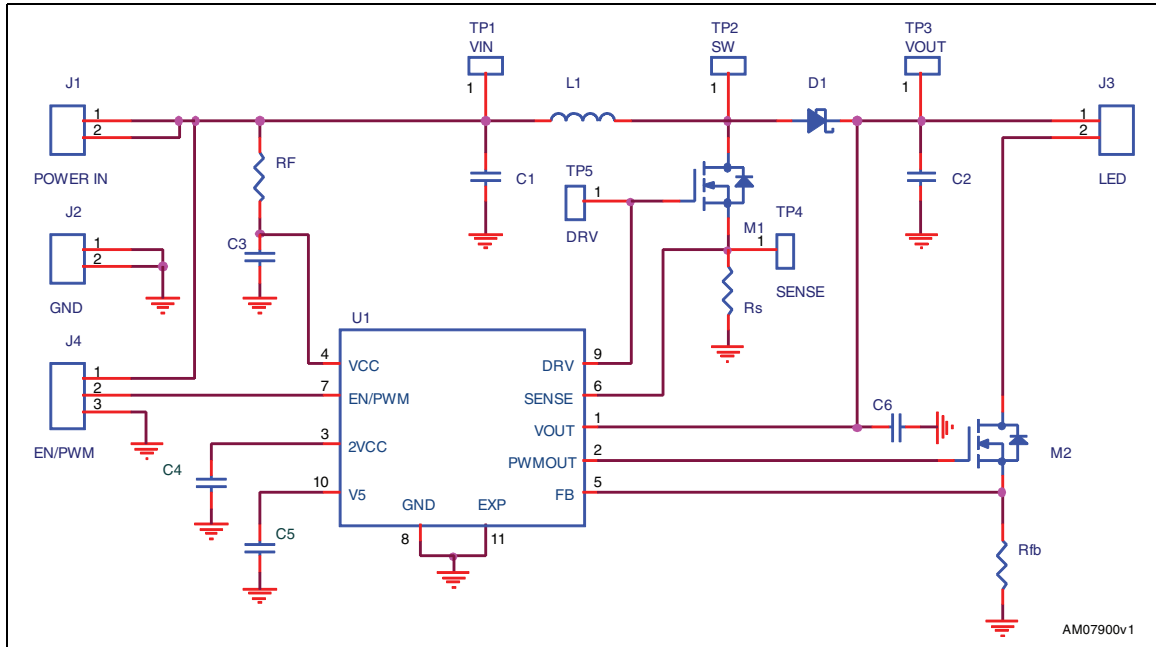 TP1
VIN
1
TP2
SW
1
TP3
VOUT
1
J1
1
2
POWER IN
L1
D1
J3
1
2
LED
RF
C1
TP5
1
DRV
C2
M1
TP4
1
SENSE
J2
1
2
GND
C3
Rs
J4
1
2
3
EN/PWM
U1
4
VCC
7
EN/PWM
3
2VCC
10
V5
DRV
9
SENSE
6
VOUT
1
PWMOUT
2
FB
5
GND
EXP
8
11
C4
C5
C6
M2
Rfb
AM07900v1